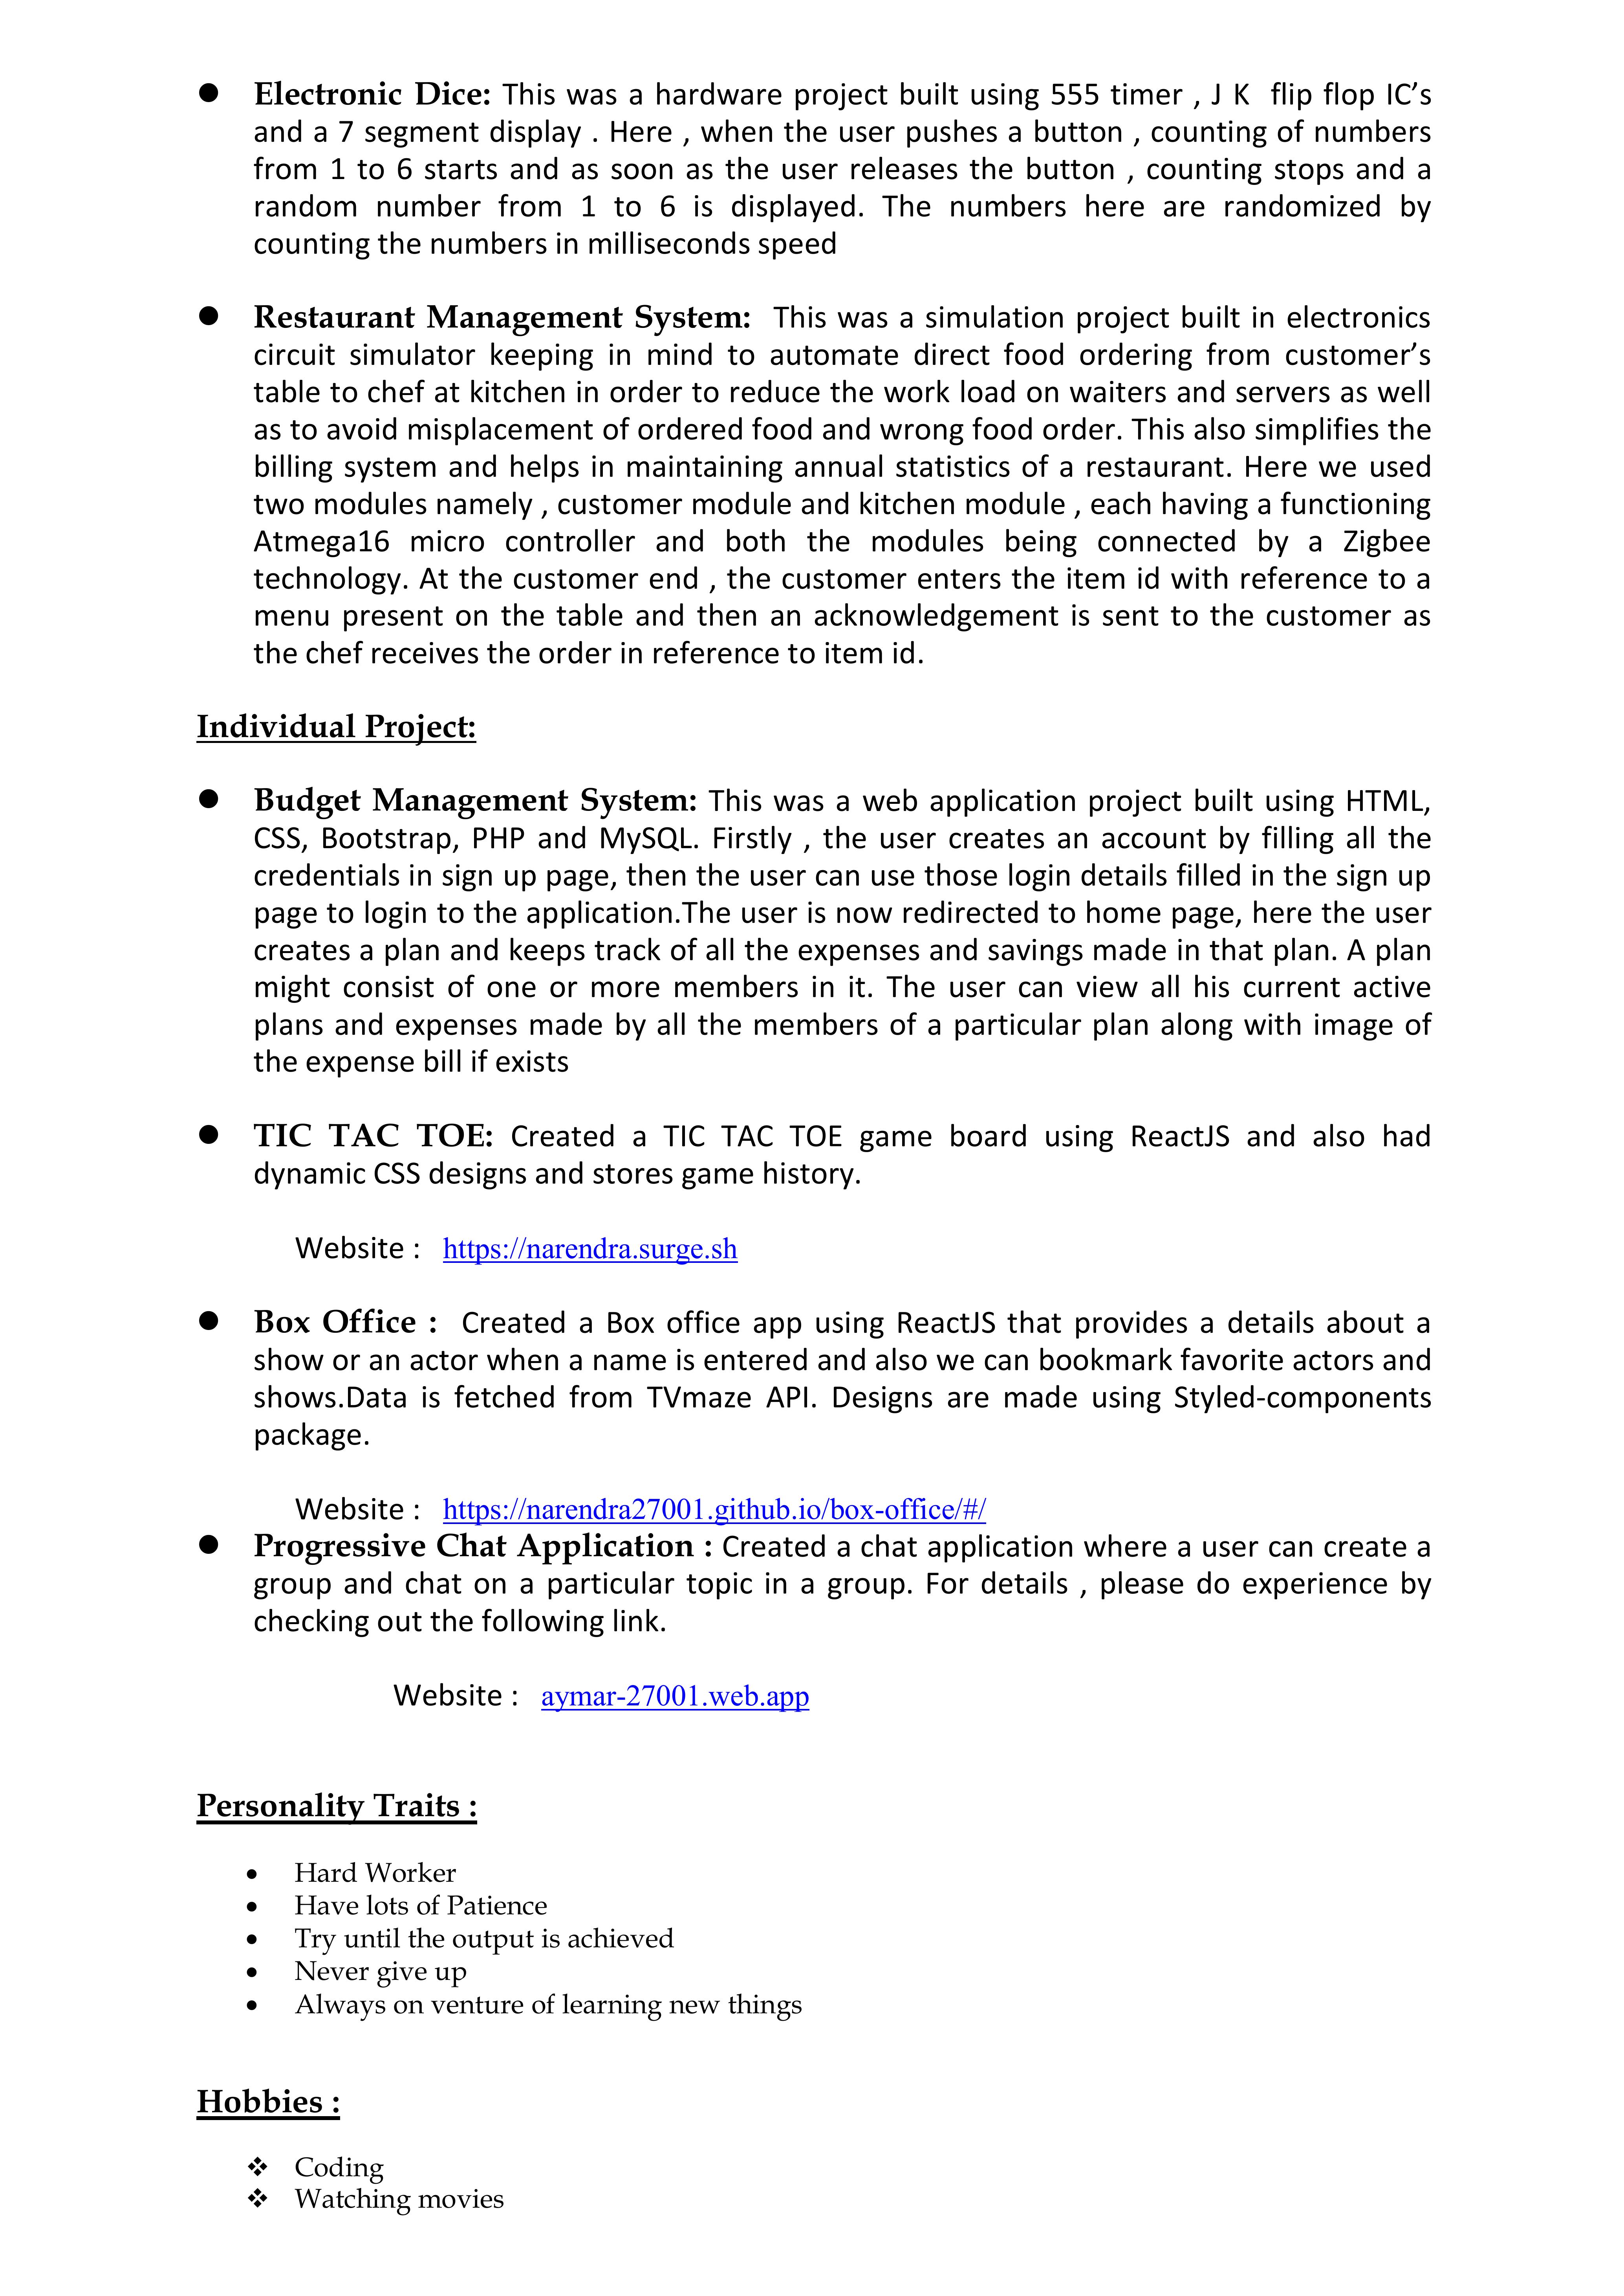 ● Electronic Dice: This was a hardware project built using 555 timer , J K  flip flop IC’s
and a 7 segment display . Here , when the user pushes a button , counting of numbers
from 1 to 6 starts and as soon as the user releases the button , counting stops and a
random number from 1 to 6 is displayed. The numbers here are randomized by
counting the numbers in milliseconds speed
● Restaurant Management System:  This was a simulation project built in electronics
circuit simulator keeping in mind to automate direct food ordering from customer’s
table to chef at kitchen in order to reduce the work load on waiters and servers as well
as to avoid misplacement of ordered food and wrong food order. This also simplifies the
billing system and helps in maintaining annual statistics of a restaurant. Here we used
two modules namely , customer module and kitchen module , each having a functioning
Atmega16 micro controller and both the modules being connected by a Zigbee
technology. At the customer end , the customer enters the item id with reference to a
menu present on the table and then an acknowledgement is sent to the customer as
the chef receives the order in reference to item id.
Individual Project:
● Budget Management System: This was a web application project built using HTML,
CSS, Bootstrap, PHP and MySQL. Firstly , the user creates an account by filling all the
credentials in sign up page, then the user can use those login details filled in the sign up
page to login to the application.The user is now redirected to home page, here the user
creates a plan and keeps track of all the expenses and savings made in that plan. A plan
might consist of one or more members in it. The user can view all his current active
plans and expenses made by all the members of a particular plan along with image of
the expense bill if exists
● TIC TAC TOE: Created a TIC TAC TOE game board using ReactJS and also had
dynamic CSS designs and stores game history.
Website :   https://narendra.surge.sh
● Box Office :  Created a Box office app using ReactJS that provides a details about a
show or an actor when a name is entered and also we can bookmark favorite actors and
shows.Data is fetched from TVmaze API. Designs are made using Styled-components
package.
Website :   https://narendra27001.github.io/box-office/#/
● Progressive Chat Application : Created a chat application where a user can create a
group and chat on a particular topic in a group. For details , please do experience by
checking out the following link.
Website :   aymar-27001.web.app
Personality Traits :
• Hard Worker
• Have lots of Patience
• Try until the output is achieved
• Never give up
• Always on venture of learning new things
Hobbies :
❖ Coding
❖ Watching movies